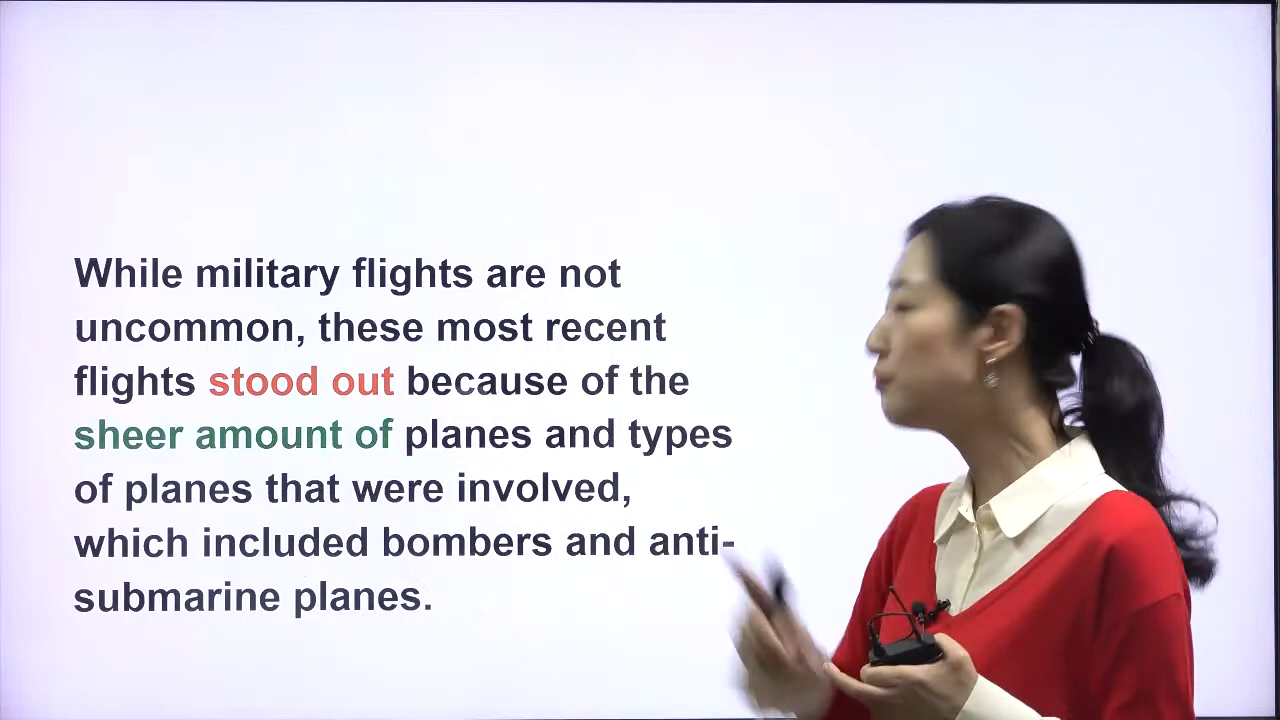 While military flights are not
uncommon, these most recent
flights stood out because of the
sheer amount of planes and types
of planes that were involved,
which included bombers and anti-
submarine planes.